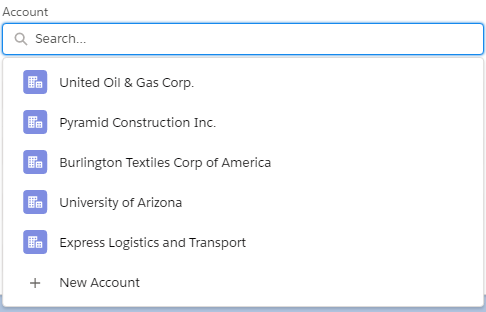 Account
Search...
United Oil & Gas Corp.
Pyramid Construction Inc.
Burlington Textiles Corp of America
University of Arizona
Express Logistics and Transport
+ New Account